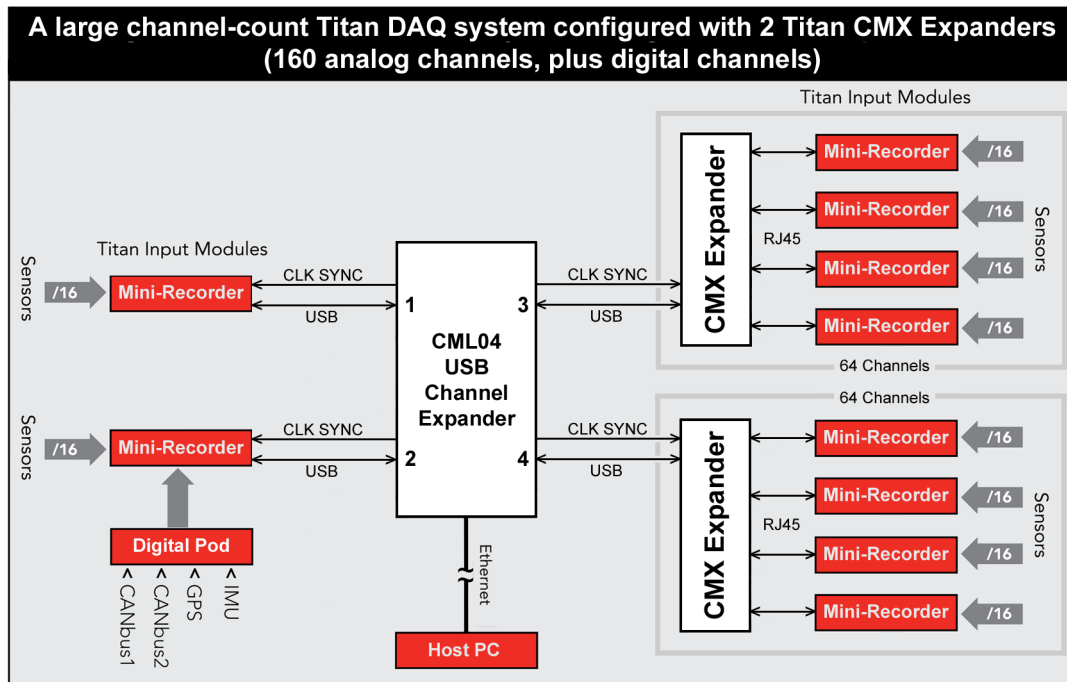 A large channel-count Titan DAQ system configured with 2 Titan CMX Expanders
(160 analog channels, plus digital channels)
Titan Input Modules
Sensors
/16
Mini-Recorder
CLK SYNC
USB
1
Sensors
/16
Mini-Recorder
CLK SYNC
USB
2
Digital Pod
CANbus1
CANbus2
GPS
IMU
CML04
USB
Channel
Expander
3
CLK SYNC
USB
4
CLK SYNC
USB
Ethernet
Host PC
Titan Input Modules
CMX Expander
RJ45
Mini-Recorder
/16
Mini-Recorder
/16
Mini-Recorder
/16
Mini-Recorder
/16
Sensors
64 Channels
64 Channels
CMX Expander
RJ45
Mini-Recorder
/16
Mini-Recorder
/16
Mini-Recorder
/16
Mini-Recorder
/16
Sensors